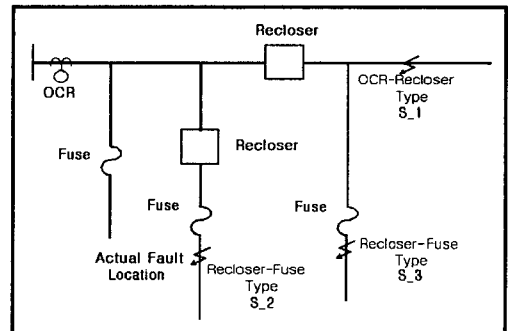 Recloser
OCR
OCR-Recloser
Type
S_1
Fuse
Recloser
Fuse
Fuse
Actual Fault
Location
Recloser-Fuse
Type
S_2
Recloser-Fuse
Type
S_3